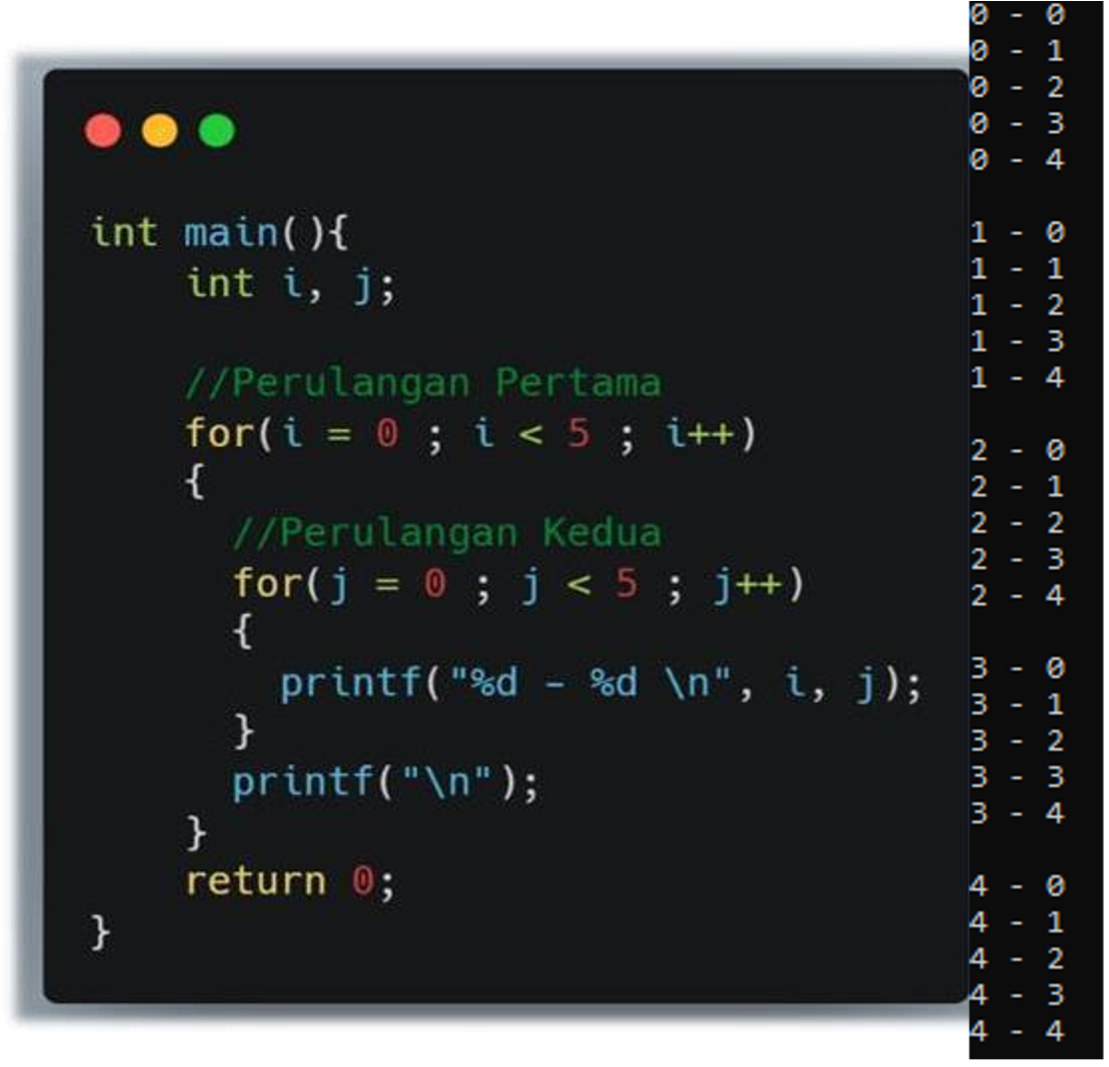 int main(){
int i, j;
//Perulangan Pertama
for(i = 0 ; i < 5 ; i++)
{
//Perulangan Kedua
for(j = 0 ; j < 5 ; j++)
{
printf("%d - %d \n", i, j);
}
printf("\n");
}
return 0;
}
0 - 0
0 - 1
0 - 2
0 - 3
0 - 4
1 - 0
1 - 1
1 - 2
1 - 3
1 - 4
2 - 0
2 - 1
2 - 2
2 - 3
2 - 4
3 - 0
3 - 1
3 - 2
3 - 3
3 - 4
4 - 0
4 - 1
4 - 2
4 - 3
4 - 4